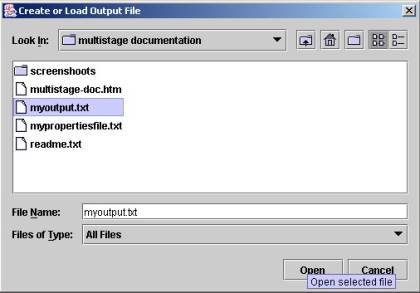 Create or Load Output File
Look In: multistage documentation
screenshoots
multistage-doc.htm
myoutput.txt
mypropertiesfile.txt
readme.txt
File Name: myoutput.txt
Files of Type: All Files
Open Cancel
Open selected file